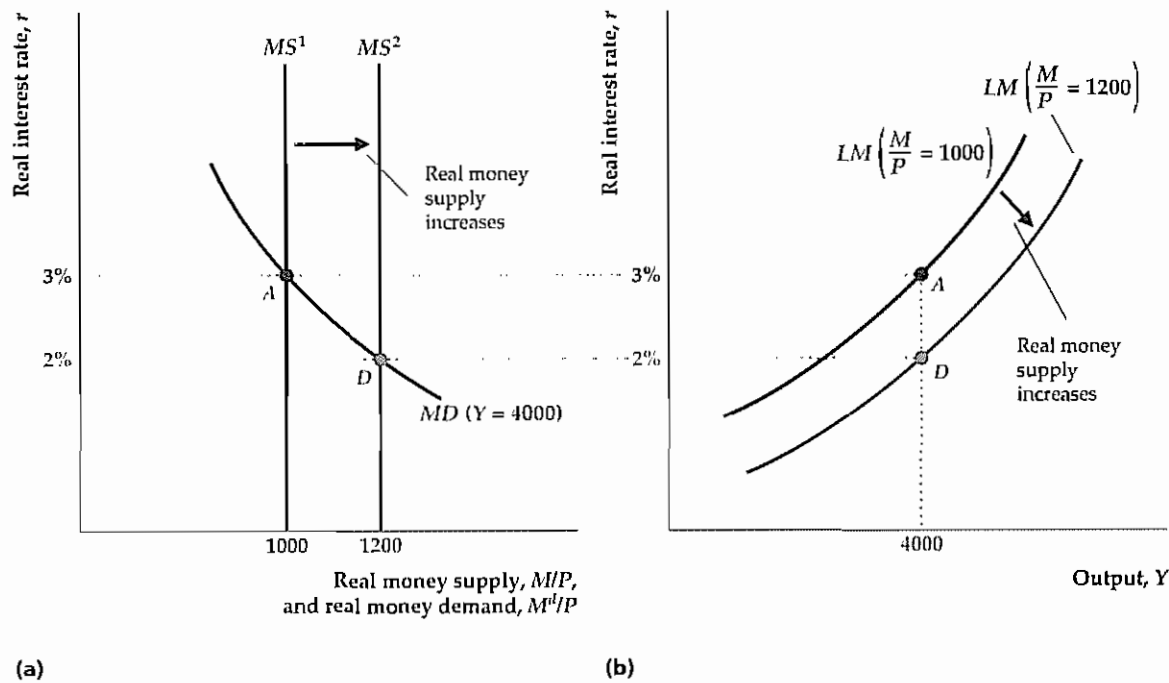 Real interest rate, r
MS¹
MS²
Real money
supply
increases
3%
A
2%
D
MD (Y = 4000)
1000
1200
Real money supply, M/P,
and real money demand, Mᵈ/P
(a)
Real interest rate, r
LM (M/P = 1200)
LM (M/P = 1000)
3%
A
Real money
supply
increases
2%
D
4000
Output, Y
(b)